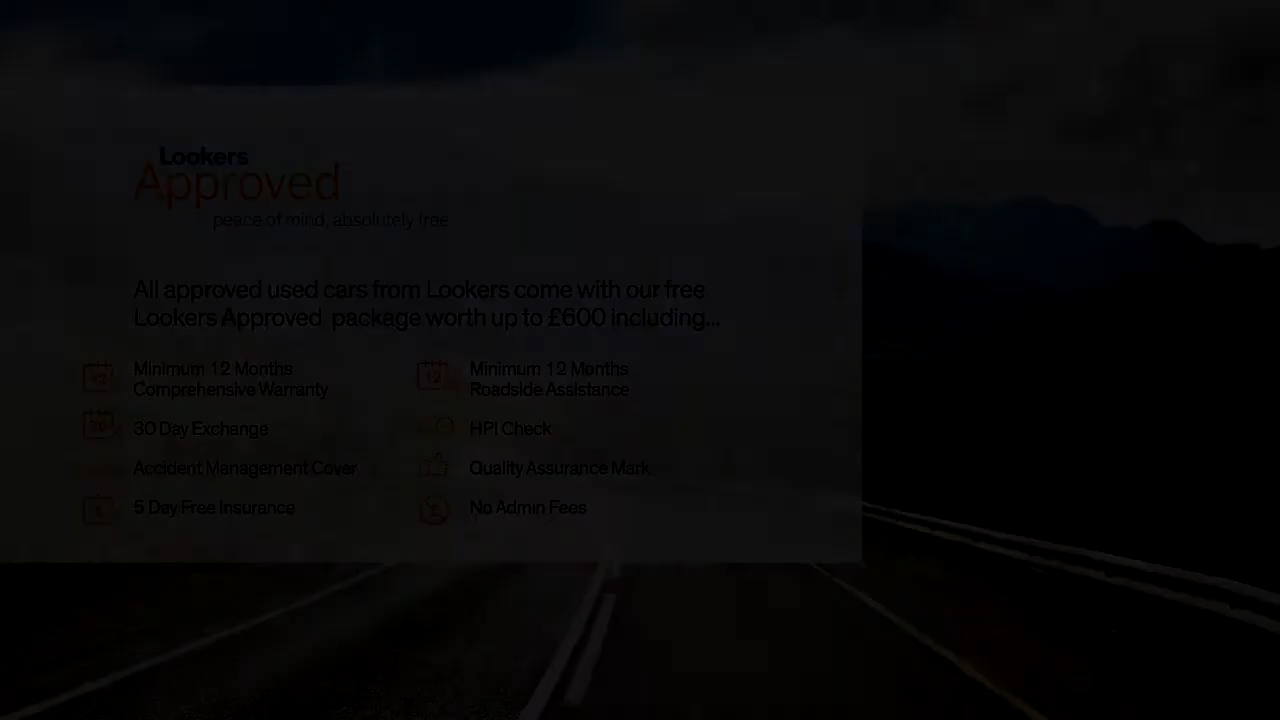 Lookers
Approved
peace of mind, absolutely free
All approved used cars from Lookers come with our free
Lookers Approved package worth up to £600 including...
Minimum 12 Months
Comprehensive Warranty
12
Minimum 12 Months
Roadside Assistance
30
30 Day Exchange
HPI Check
Accident Management Cover
Quality Assurance Mark
5 Day Free Insurance
No Admin Fees